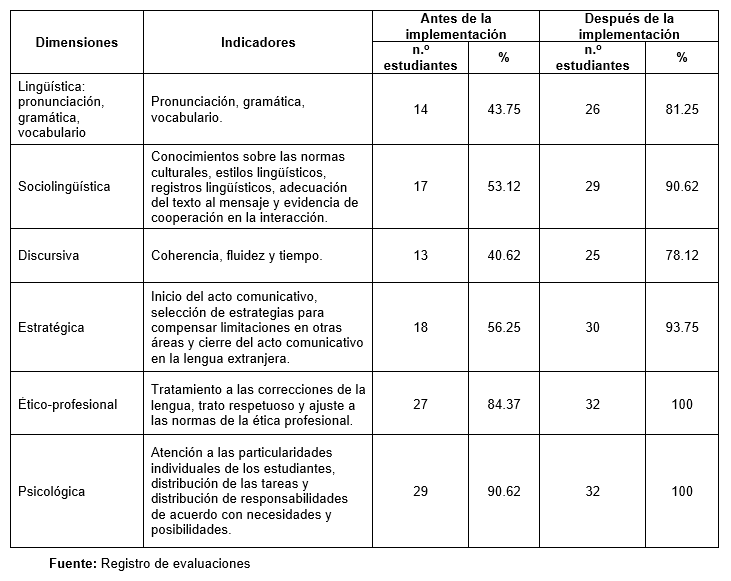 Dimensiones
Indicadores
Antes de la
implementación
Después de la
implementación
n.º
estudiantes
%
n.º
estudiantes
%
Lingüística:
pronunciación,
gramática,
vocabulario
Pronunciación, gramática,
vocabulario.
14
43.75
26
81.25
Sociolingüística
Conocimientos sobre las normas
culturales, estilos lingüísticos,
registros lingüísticos, adecuación
del texto al mensaje y evidencia de
cooperación en la interacción.
17
53.12
29
90.62
Discursiva
Coherencia, fluidez y tiempo.
13
40.62
25
78.12
Estratégica
Inicio del acto comunicativo,
selección de estrategias para
compensar limitaciones en otras
áreas y cierre del acto comunicativo
en la lengua extranjera.
18
56.25
30
93.75
Ético-profesional
Tratamiento a las correcciones de la
lengua, trato respetuoso y ajuste a
las normas de la ética profesional.
27
84.37
32
100
Psicológica
Atención a las particularidades
individuales de los estudiantes,
distribución de las tareas y
distribución de responsabilidades
de acuerdo con necesidades y
posibilidades.
29
90.62
32
100
Fuente: Registro de evaluaciones